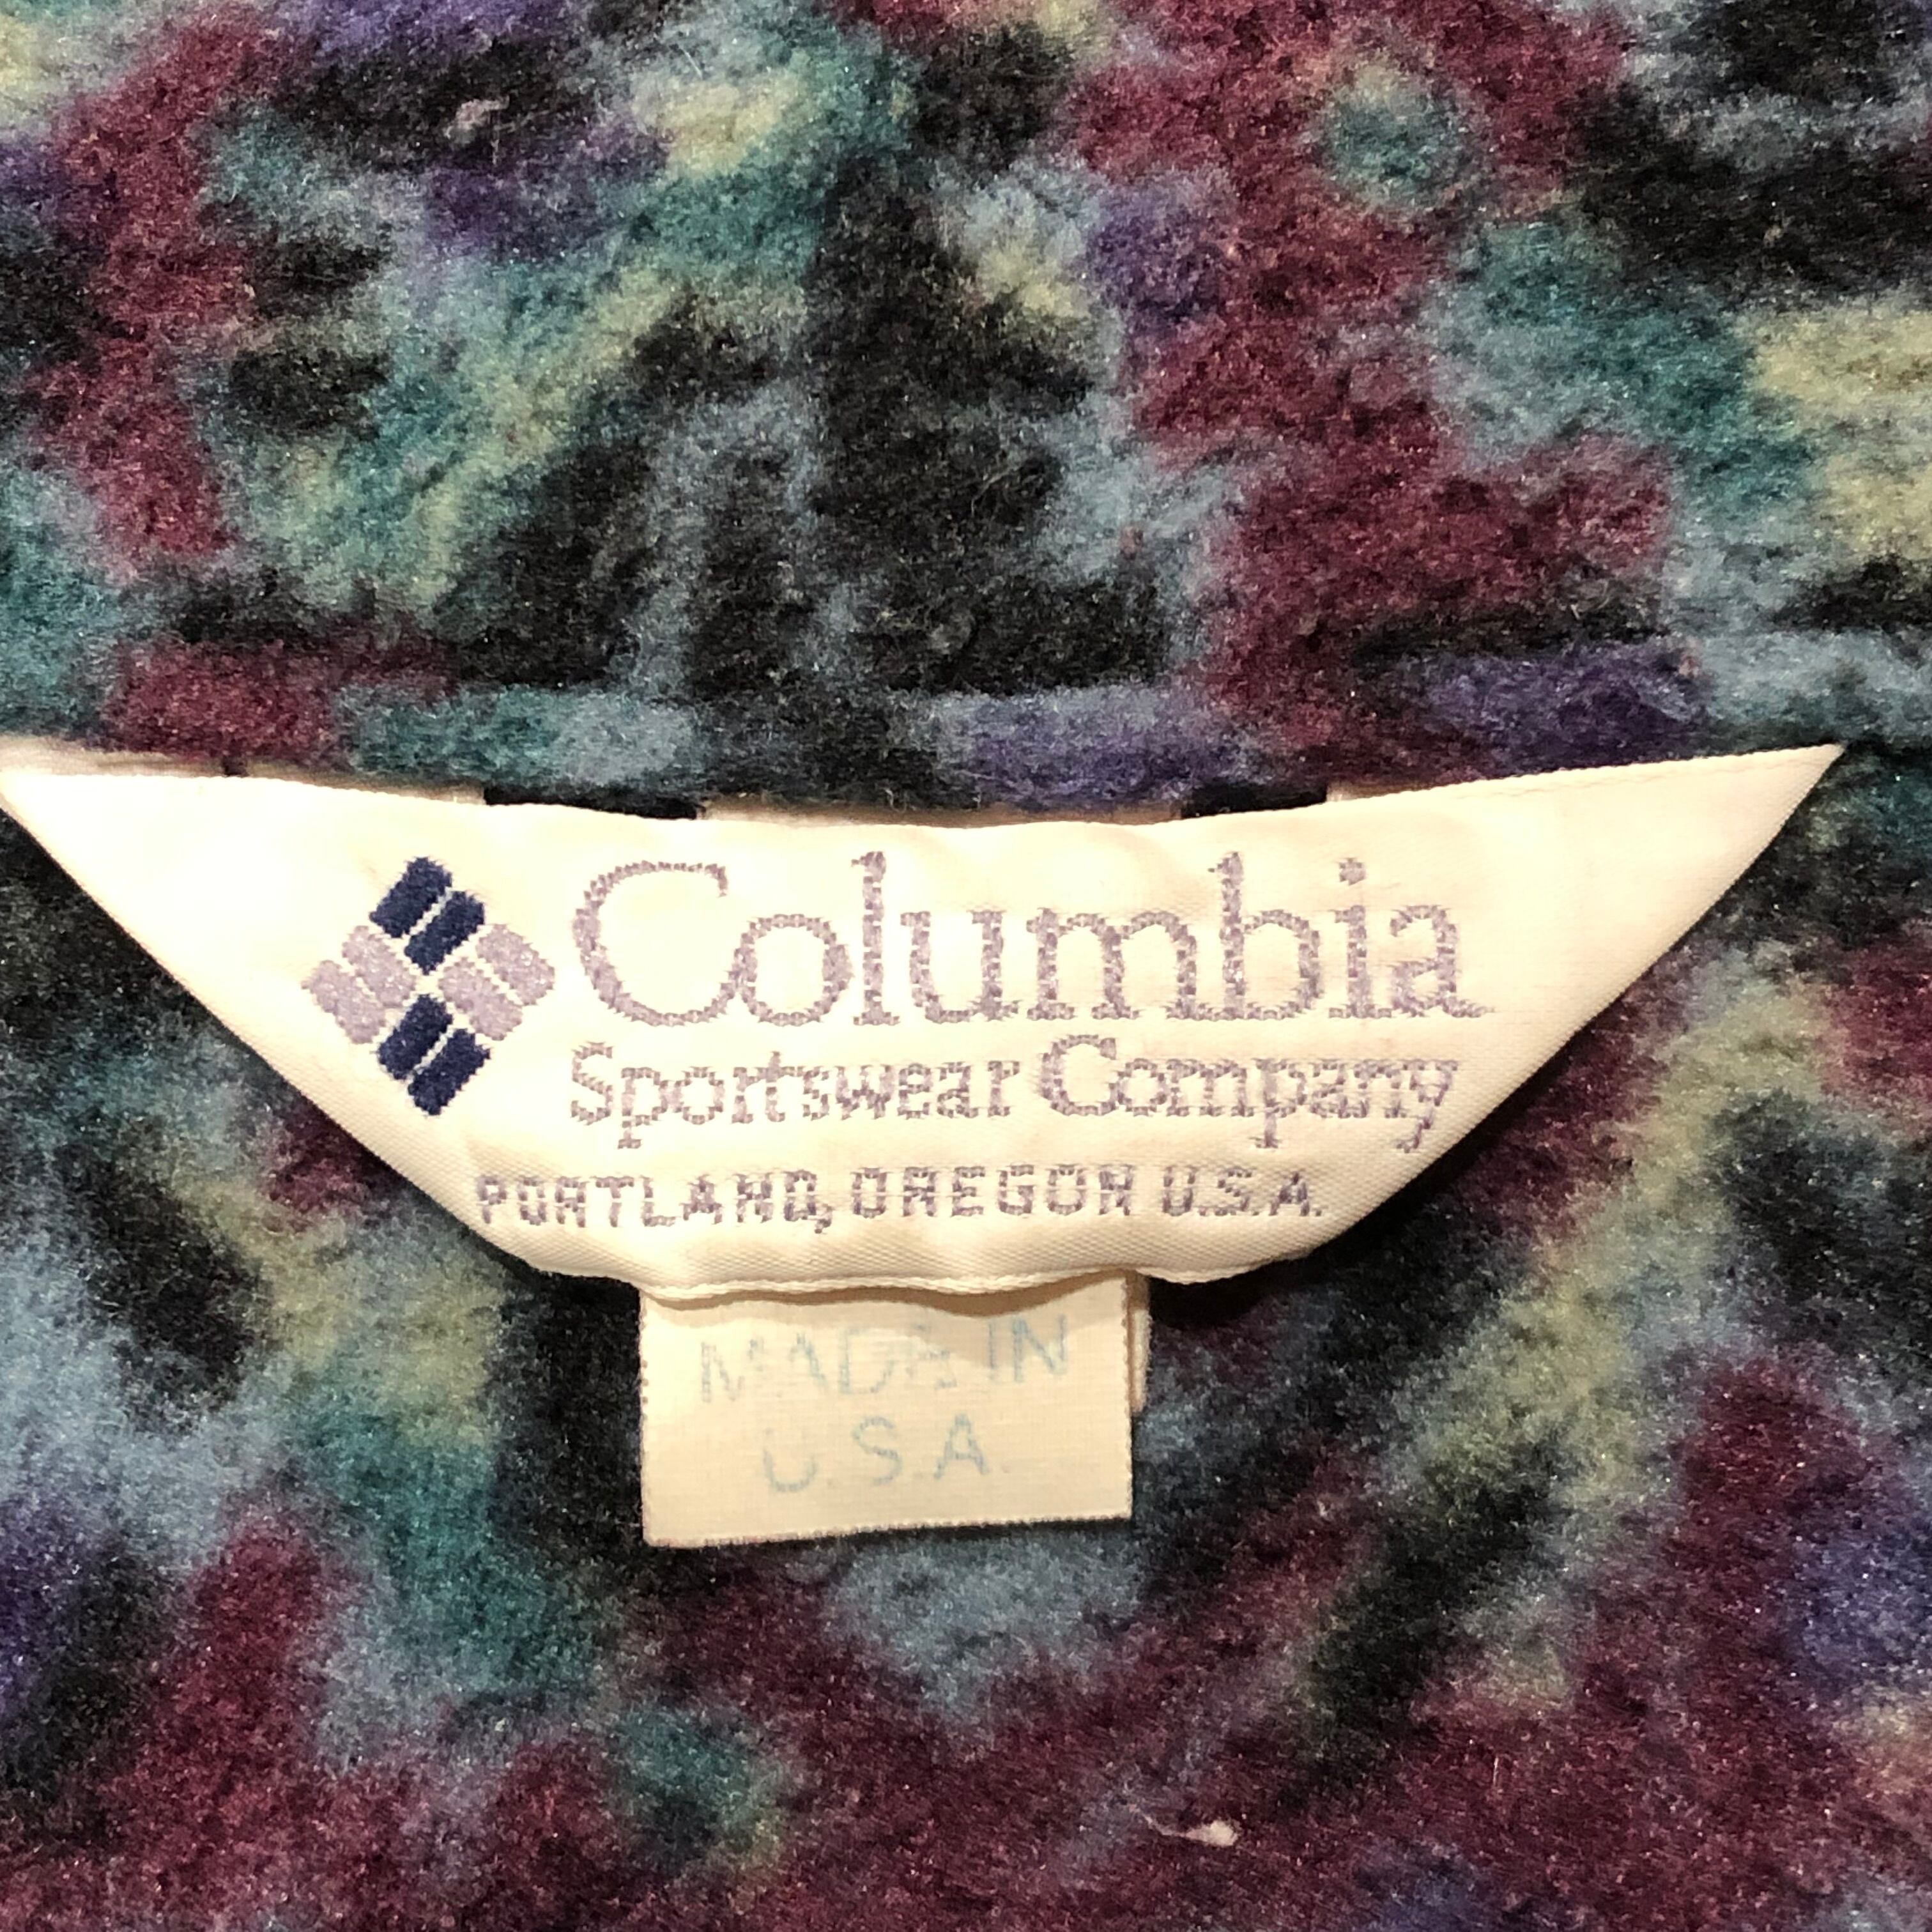 Columbia
Sportswear Company
PORTLAND, OREGON U.S.A.
MADE IN
U.S.A.